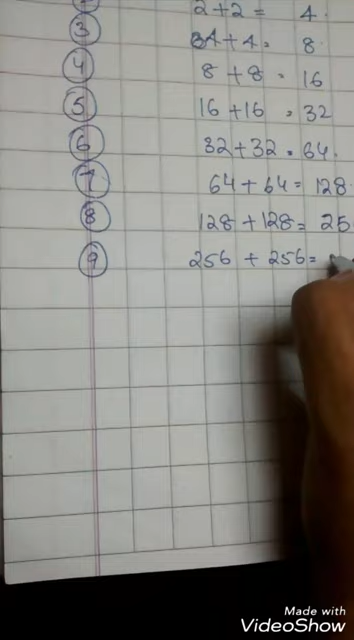 2+2 = 4.
③ 4+4 = 8.
④ 8+8 = 16
⑤ 16+16 = 32
⑥ 32+32 = 64.
⑦ 64+64 = 128.
⑧ 128+128 = 25
⑨ 256 + 256 =
Made with
VideoShow